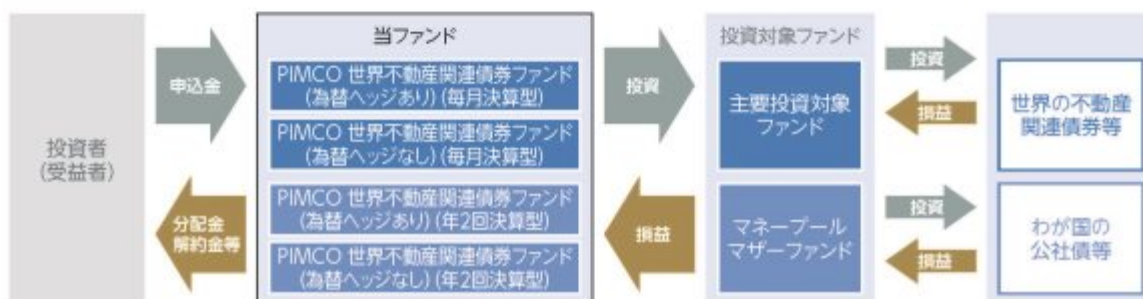 投資者
(受益者)
申込金
分配金
解約金等
当ファンド
PIMCO 世界不動産関連債券ファンド
(為替ヘッジあり)(毎月決算型)
PIMCO 世界不動産関連債券ファンド
(為替ヘッジなし)(毎月決算型)
PIMCO 世界不動産関連債券ファンド
(為替ヘッジあり)(年2回決算型)
PIMCO 世界不動産関連債券ファンド
(為替ヘッジなし)(年2回決算型)
投資
損益
投資対象ファンド
主要投資対象
ファンド
マネープール
マザーファンド
投資
損益
投資
損益
世界の不動産
関連債券等
わが国の
公社債等